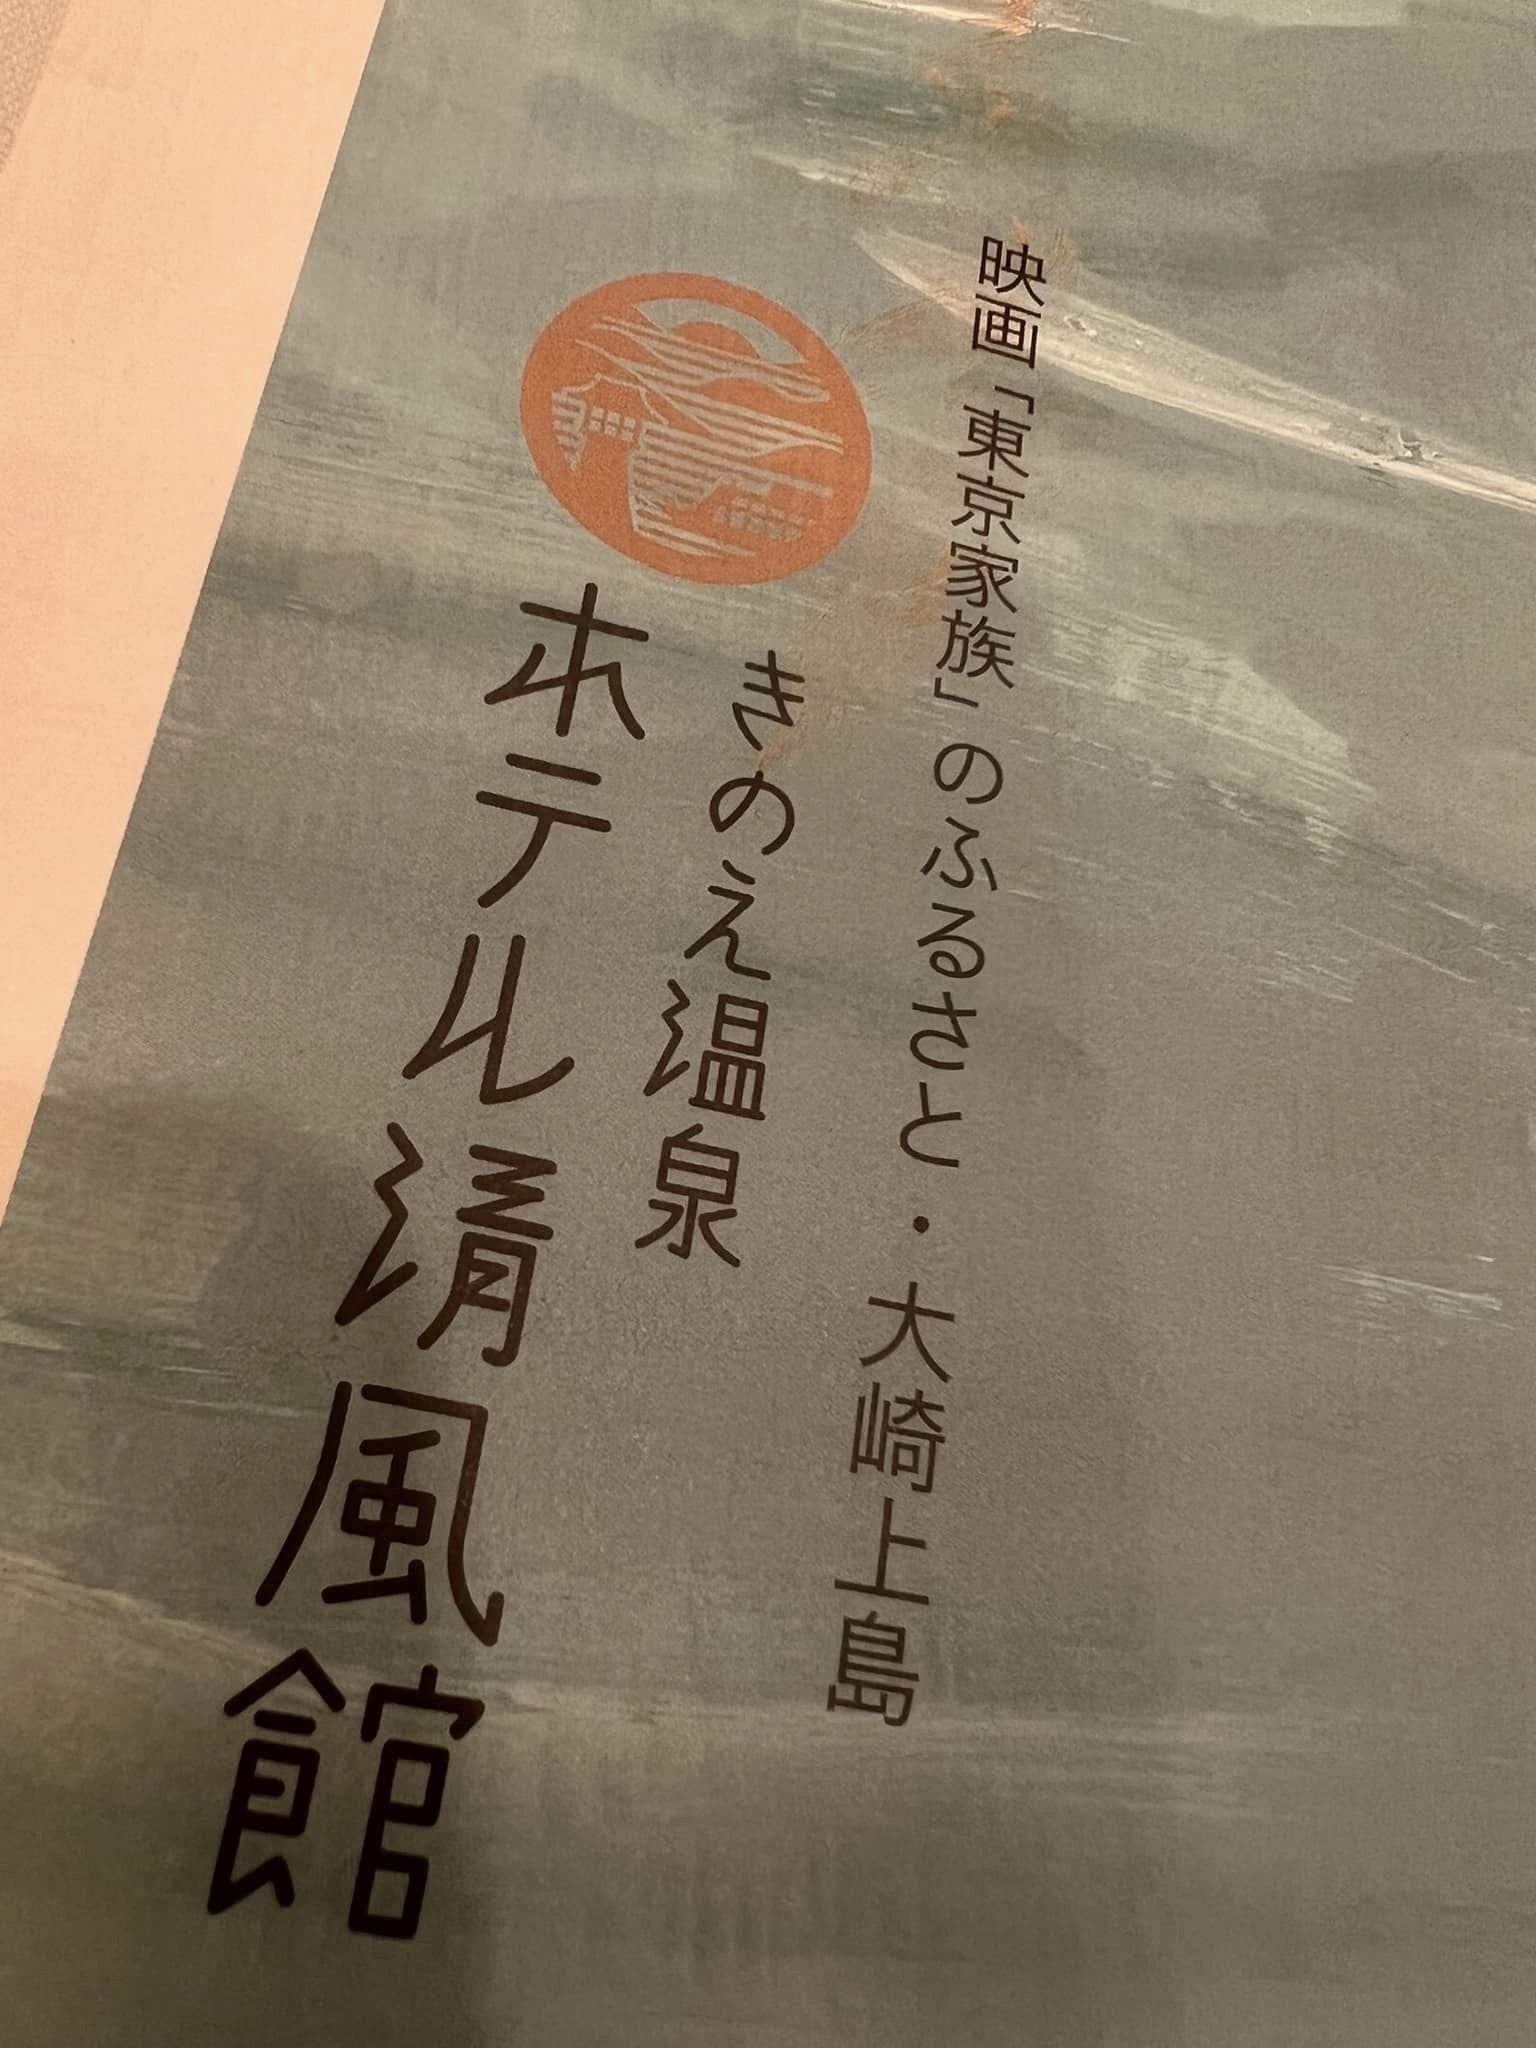 映画「東京家族」のふるさと・大崎上島
きのえ温泉
ホテル清風館